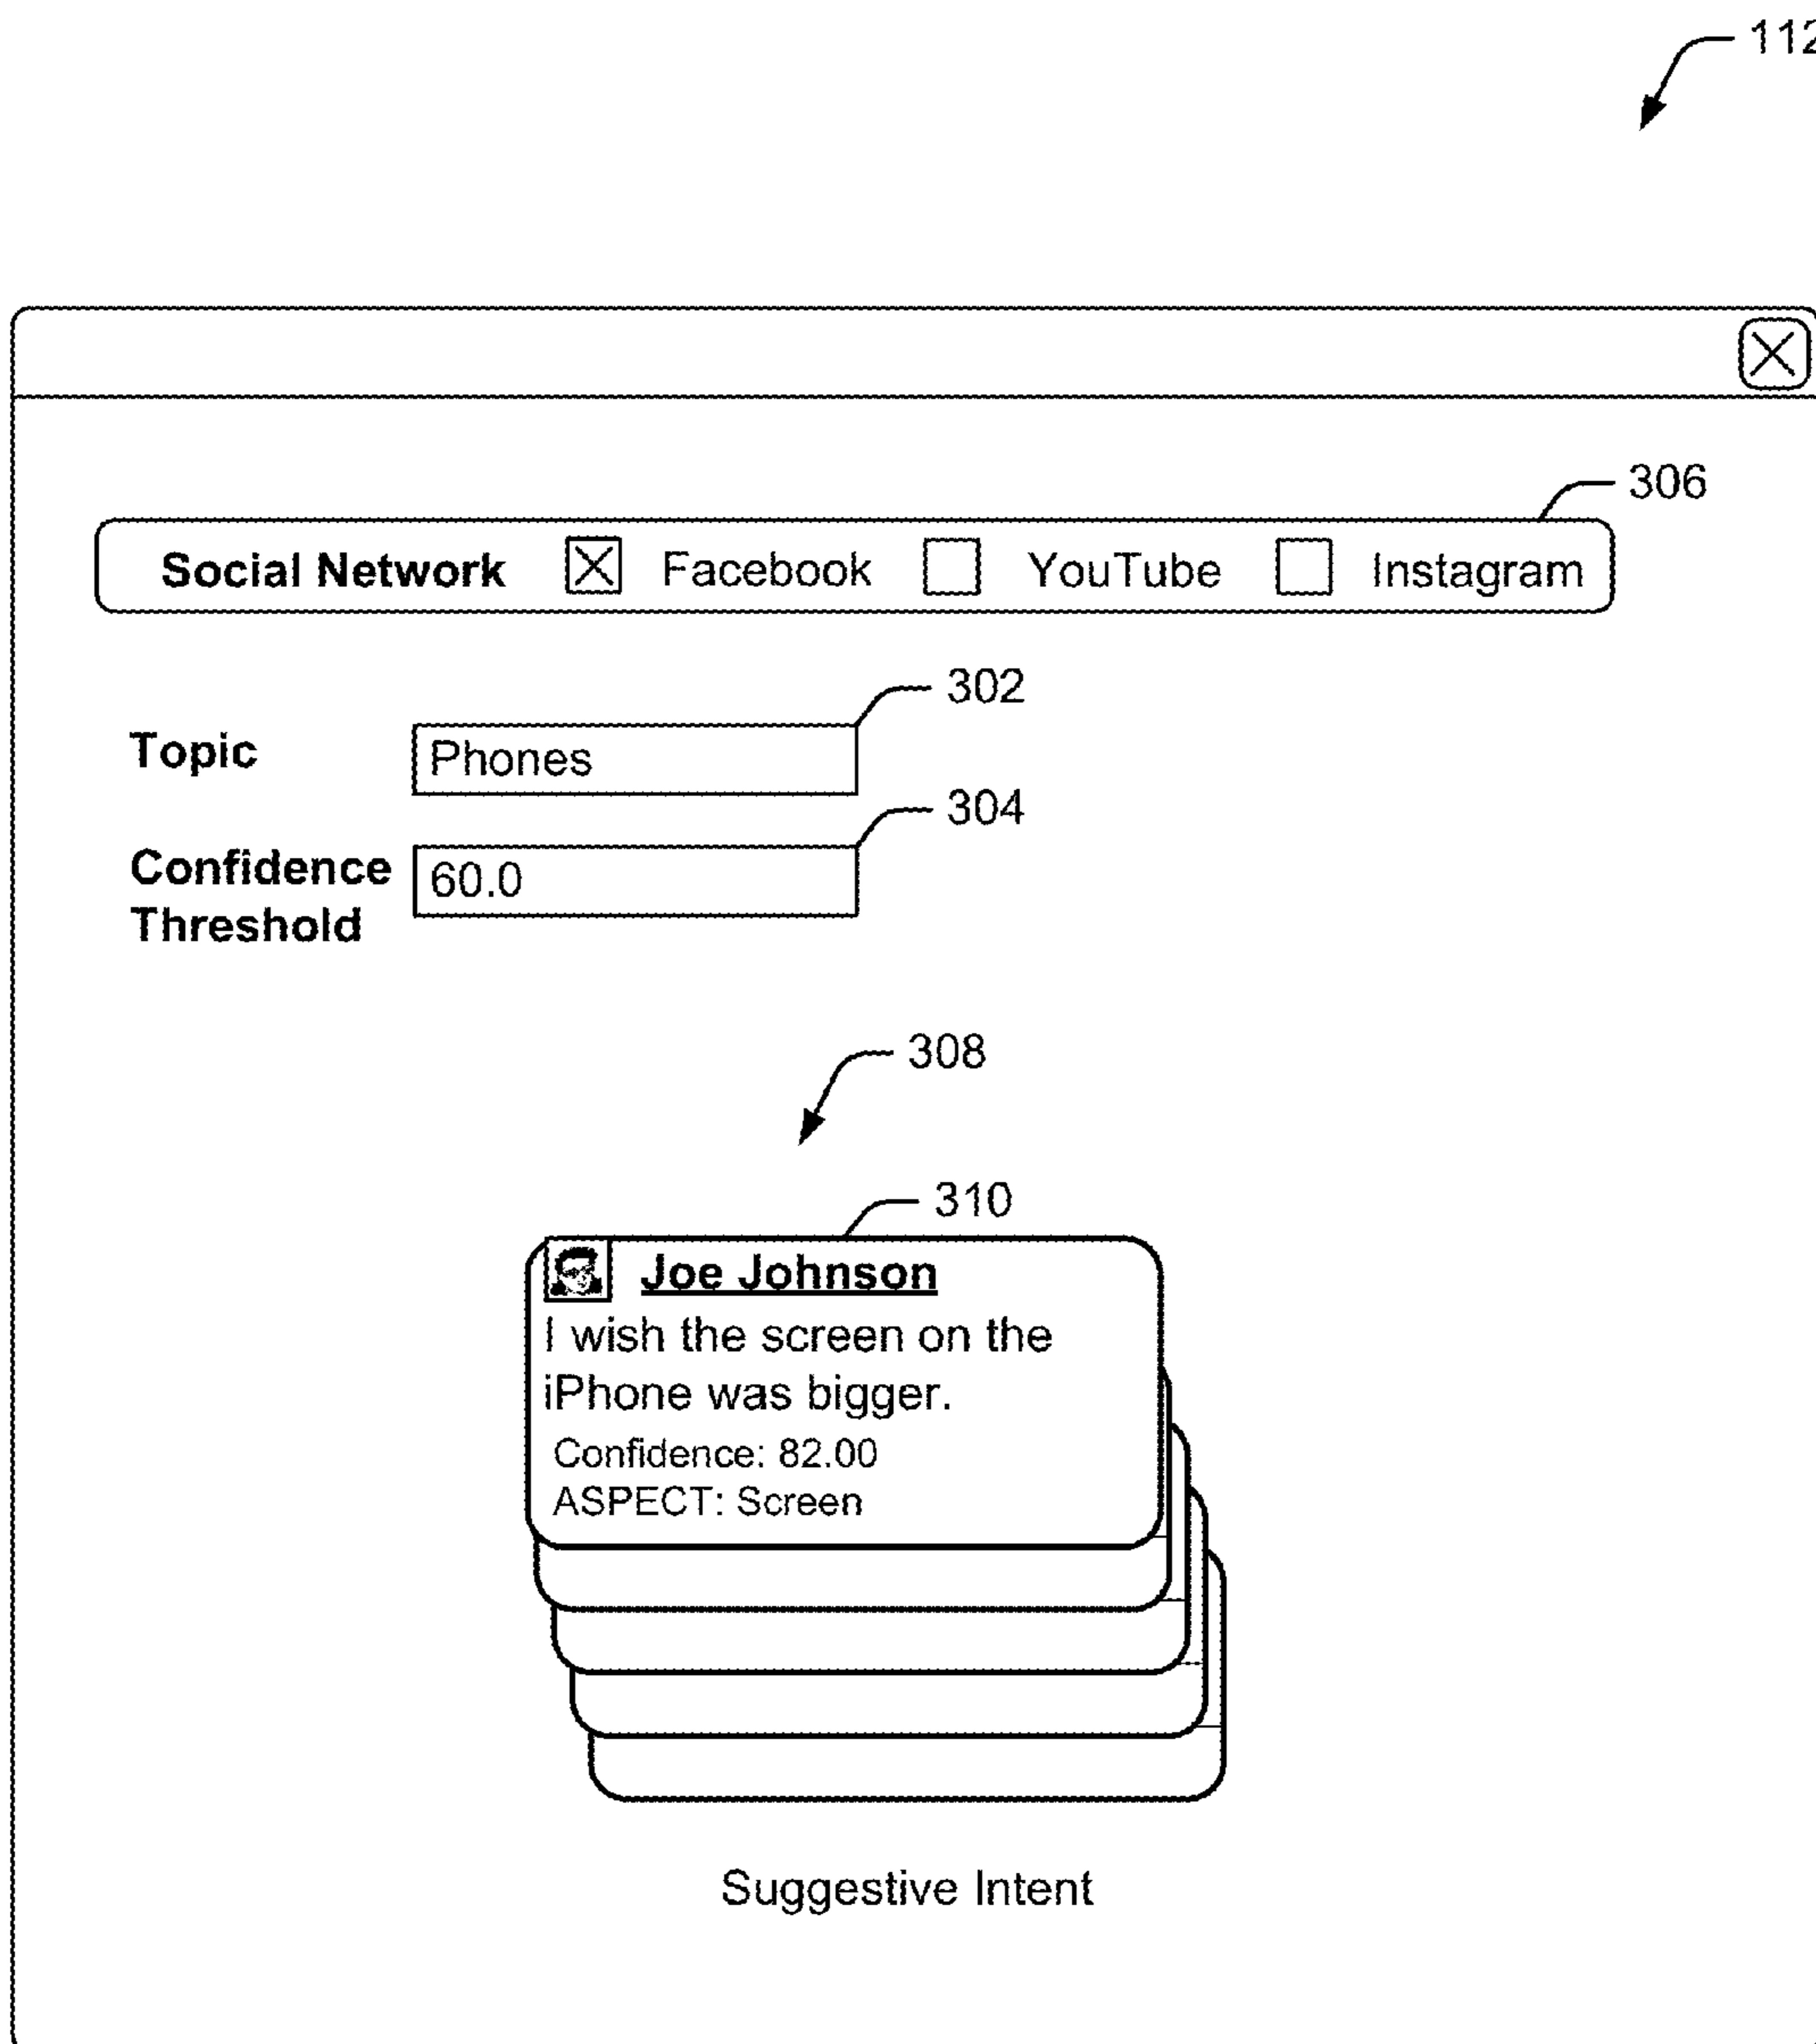 112
306
Social Network Facebook YouTube Instagram
302
Topic Phones
304
Confidence 60.0
Threshold
308
310
Joe Johnson
I wish the screen on the
iPhone was bigger.
Confidence: 82.00
ASPECT: Screen
Suggestive Intent